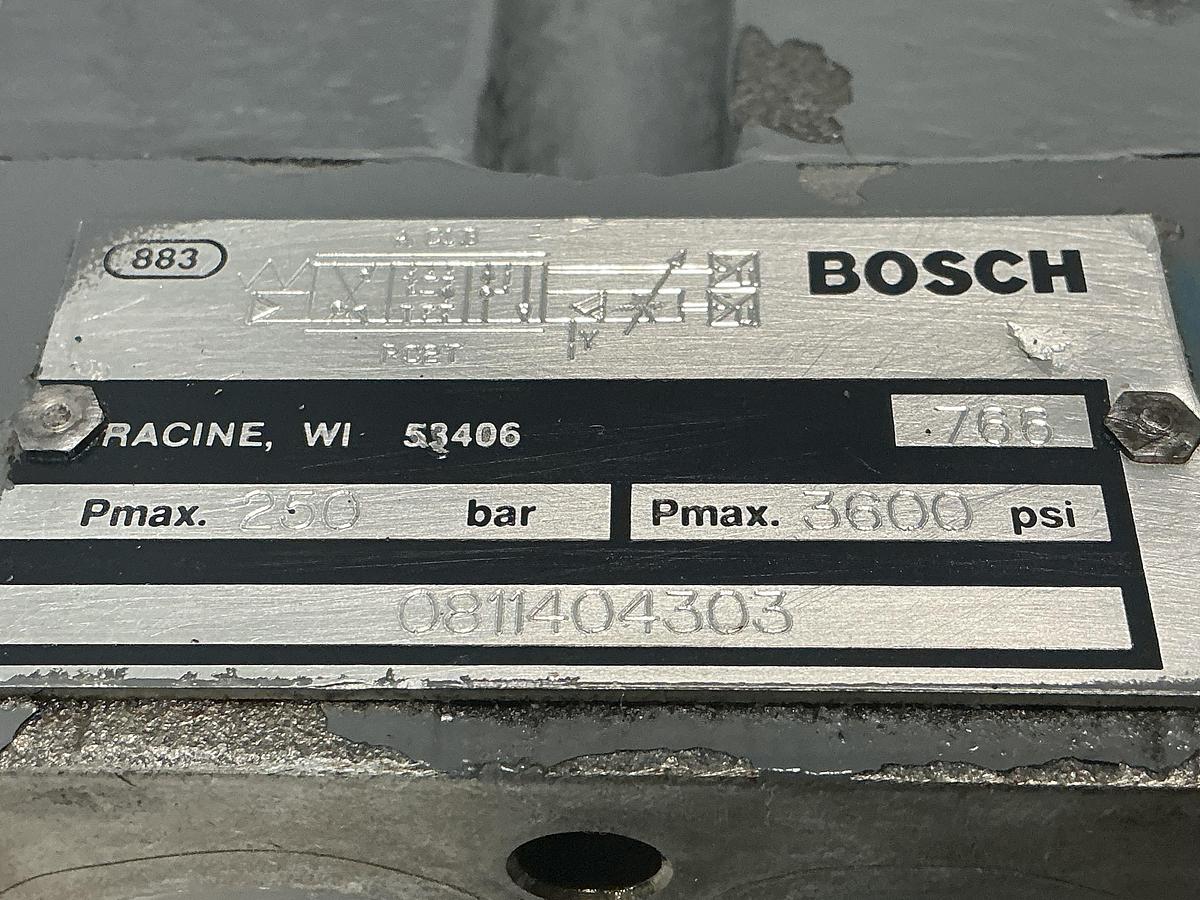 883
BOSCH
RACINE, WI 53406
766
Pmax. 250 bar
Pmax. 3600 psi
0811404303